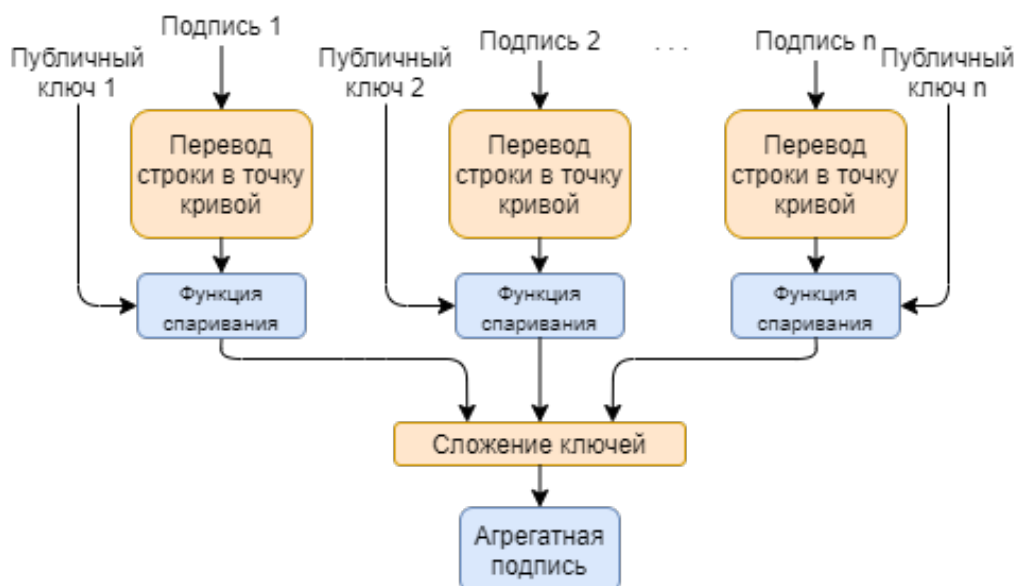 Подпись 1
Публичный
ключ 1
Подпись 2
Публичный
ключ 2
. . .
Подпись n
Публичный
ключ n
Перевод
строки в точку
кривой
Перевод
строки в точку
кривой
Перевод
строки в точку
кривой
Функция
спаривания
Функция
спаривания
Функция
спаривания
Сложение ключей
Агрегатная
подпись